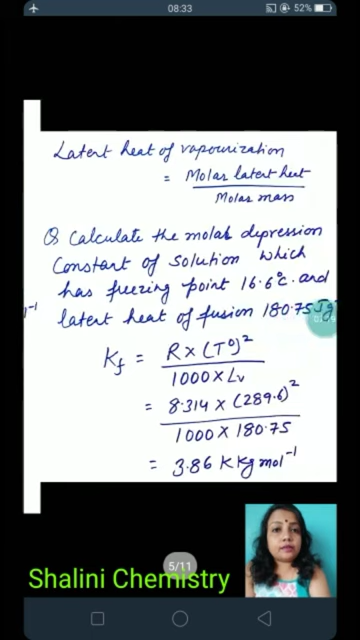 08:33
52%
Latent heat of vapourization
= Molar latent heat
Molar mass
Q Calculate the molal depression
Constant of Solution which
has freezing point 16.6°c. and
latent heat of fusion 180.75 Jg
-1
Kf = R × (T°)²
1000 × Lv
= 8.314 × (289.6)²
1000 × 180.75
= 3.86 K Kg mol⁻¹
5/11
Shalini Chemistry